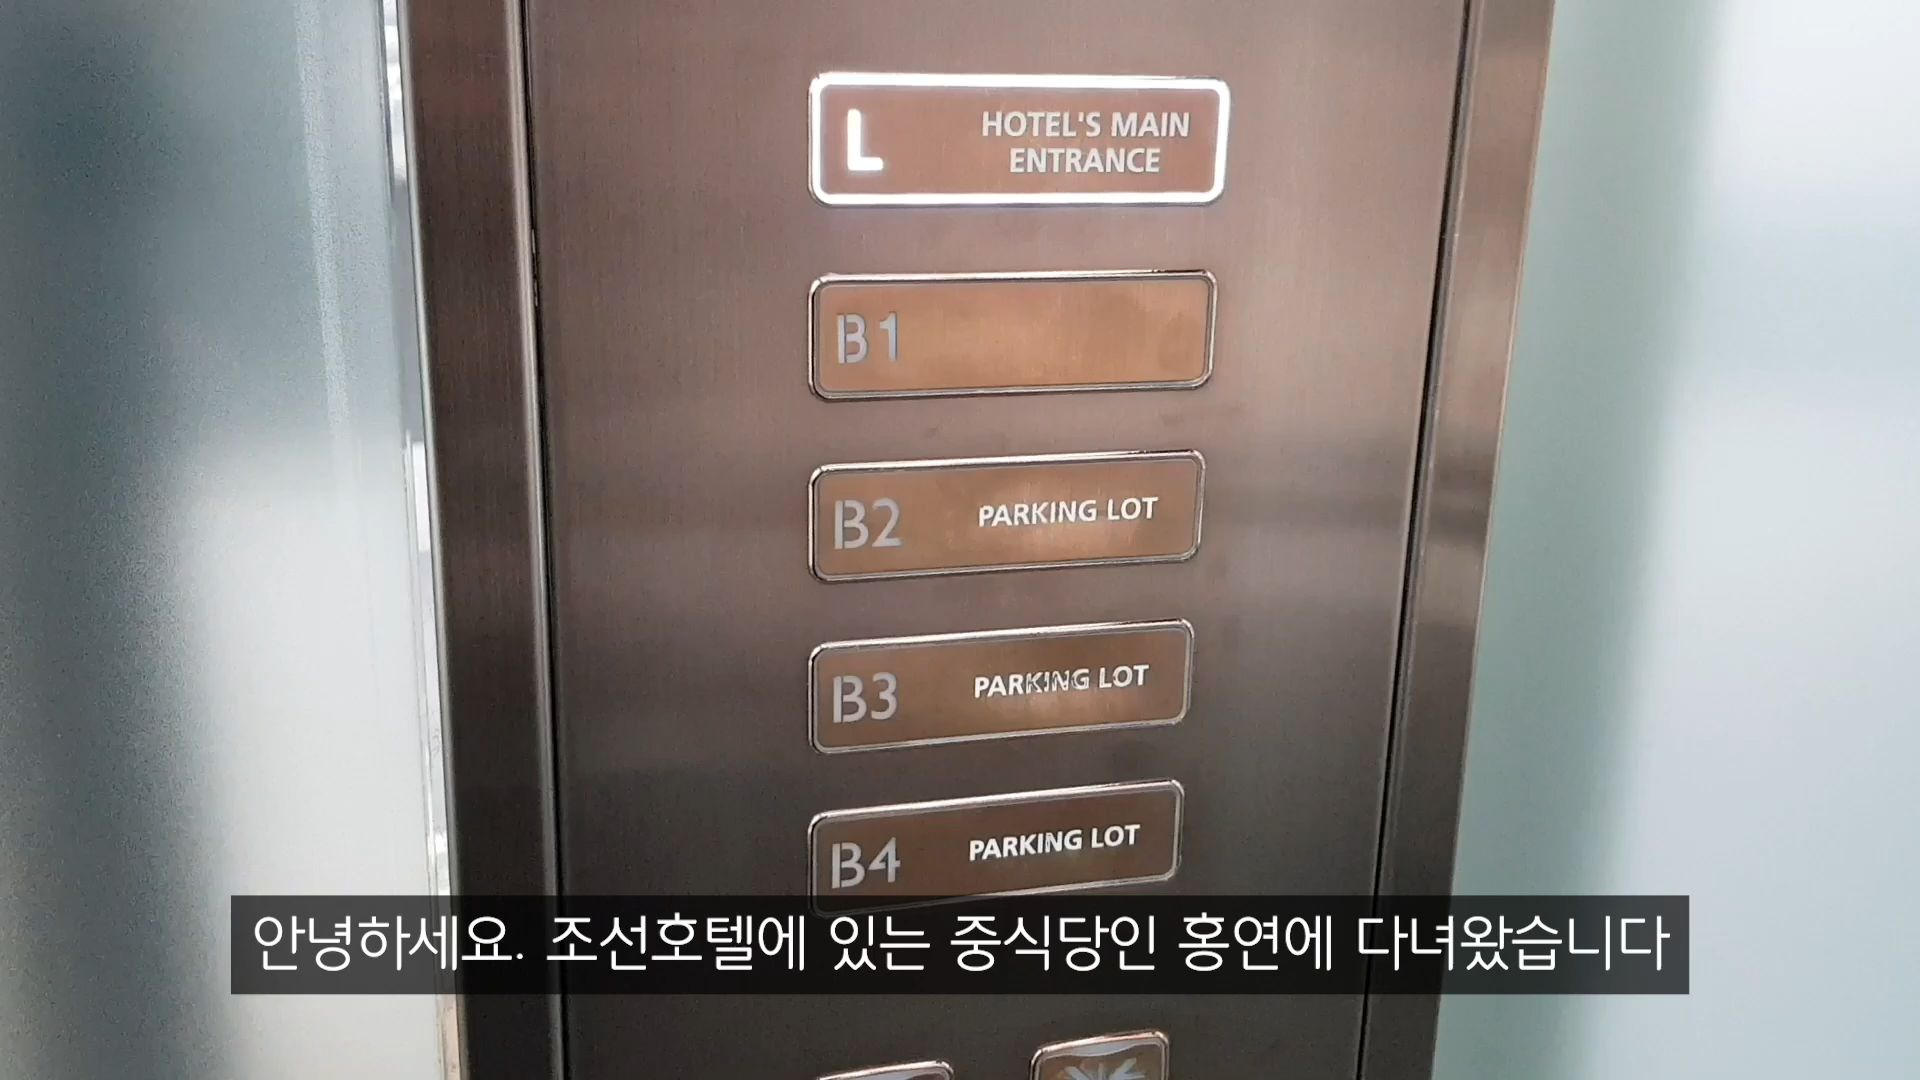 L HOTEL'S MAIN
ENTRANCE
B1
B2 PARKING LOT
B3 PARKING LOT
B4 PARKING LOT
안녕하세요. 조선호텔에 있는 중식당인 홍연에 다녀왔습니다